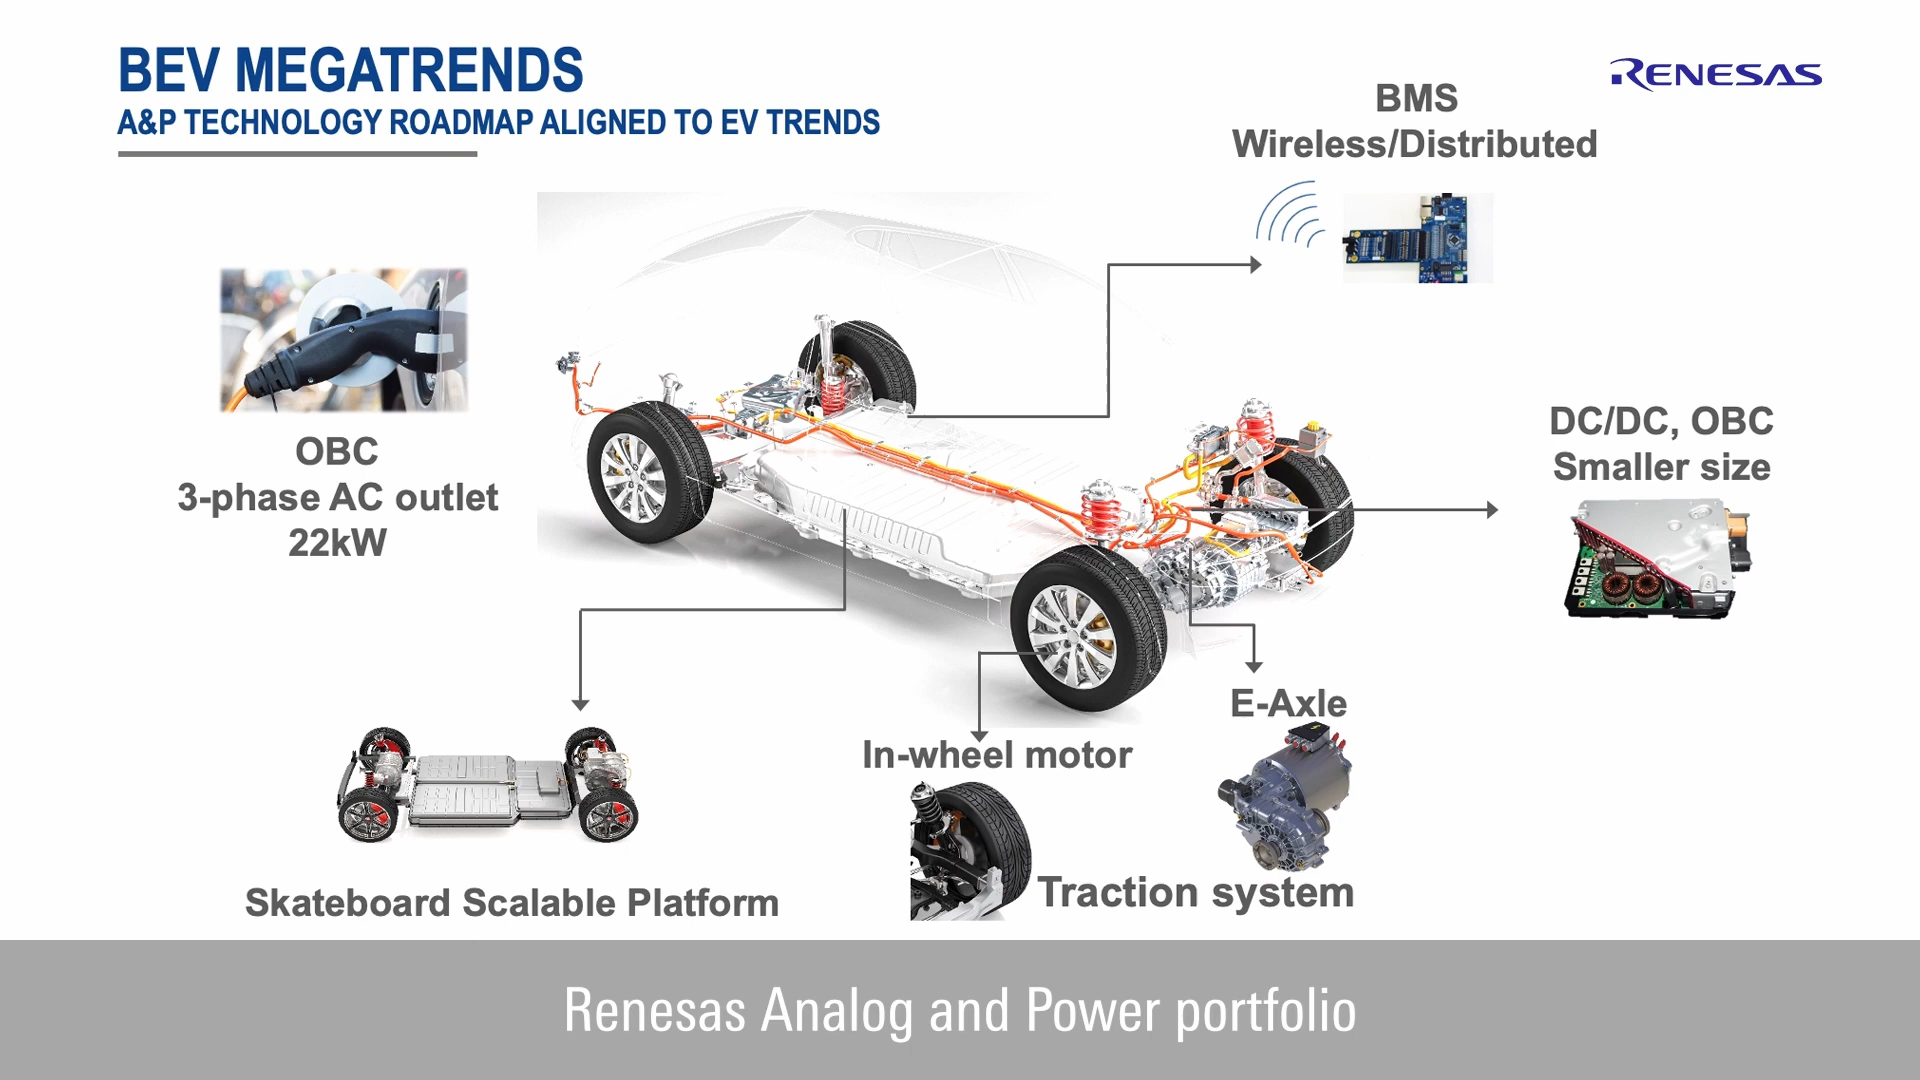 BEV MEGATRENDS
A&P TECHNOLOGY ROADMAP ALIGNED TO EV TRENDS
RENESAS
BMS
Wireless/Distributed
OBC
3-phase AC outlet
22kW
DC/DC, OBC
Smaller size
E-Axle
In-wheel motor
Traction system
Skateboard Scalable Platform
Renesas Analog and Power portfolio